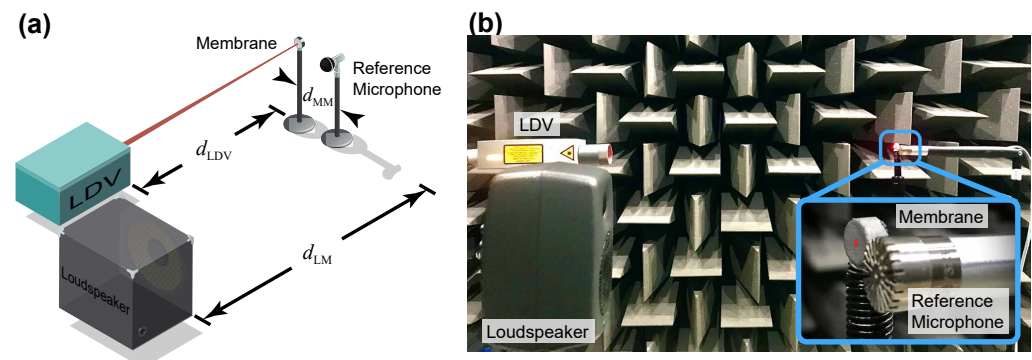 (a)
Membrane
Reference
Microphone
dMM
dLDV
LDV
dLM
Loudspeaker
(b)
LDV
Membrane
Reference
Microphone
Loudspeaker